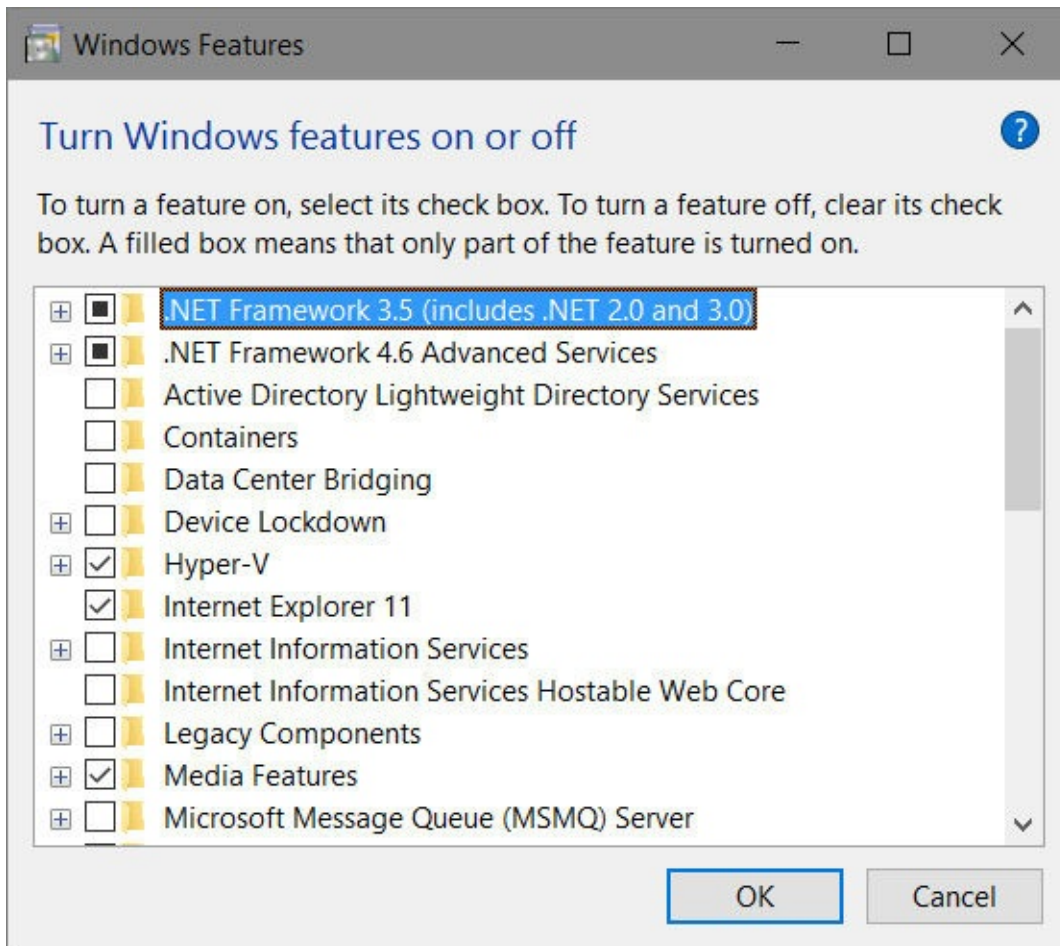 Windows Features
Turn Windows features on or off
?
To turn a feature on, select its check box. To turn a feature off, clear its check
box. A filled box means that only part of the feature is turned on.
.NET Framework 3.5 (includes .NET 2.0 and 3.0)
.NET Framework 4.6 Advanced Services
Active Directory Lightweight Directory Services
Containers
Data Center Bridging
Device Lockdown
Hyper-V
Internet Explorer 11
Internet Information Services
Internet Information Services Hostable Web Core
Legacy Components
Media Features
Microsoft Message Queue (MSMQ) Server
OK Cancel